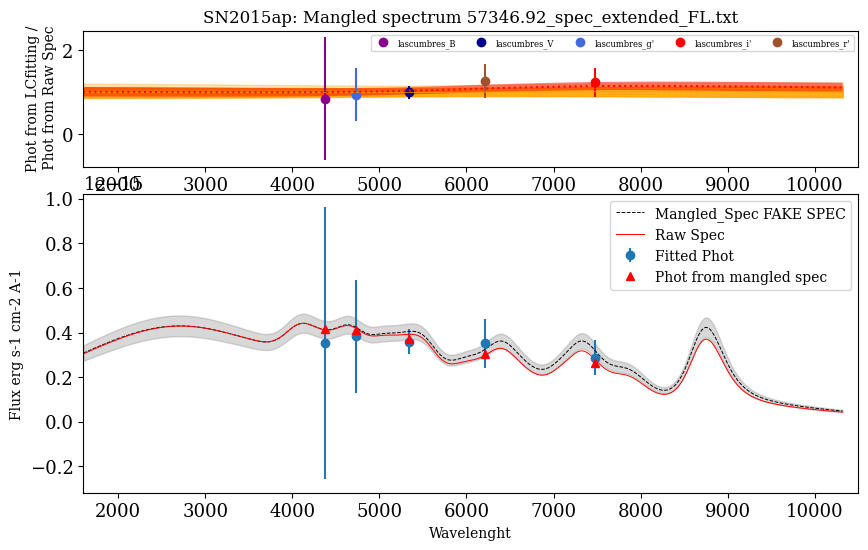 SN2015ap: Mangled spectrum 57346.92_spec_extended_FL.txt
Phot from LCfitting /
Phot from Raw Spec
lascumbres_B
lascumbres_V
lascumbres_g'
lascumbres_i'
lascumbres_r'
2
0
2000 3000 4000 5000 6000 7000 8000 9000 10000
1e−15
Flux erg s-1 cm-2 A-1
1.0
0.8
0.6
0.4
0.2
0.0
−0.2
Mangled_Spec FAKE SPEC
Raw Spec
Fitted Phot
Phot from mangled spec
2000 3000 4000 5000 6000 7000 8000 9000 10000
Wavelenght